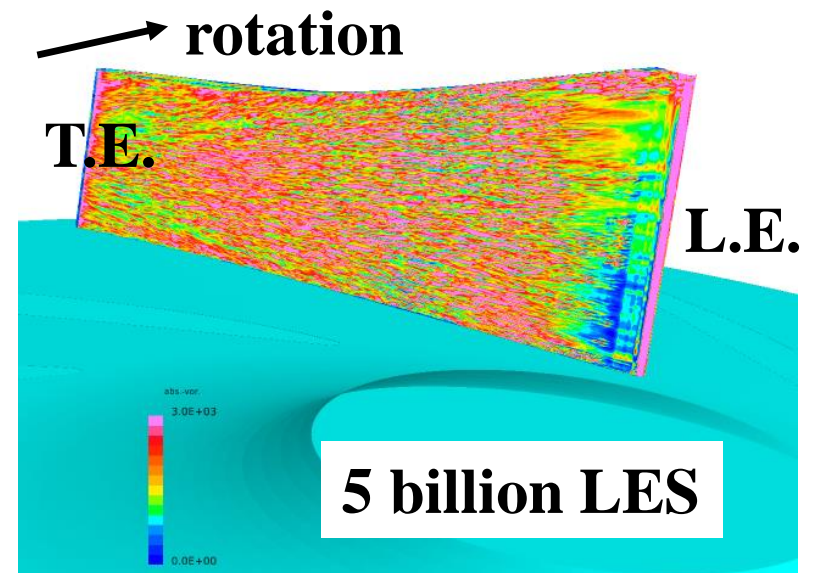 rotation
T.E.
L.E.
abs.-vor.
3.0E+03
5 billion LES
0.0E+00